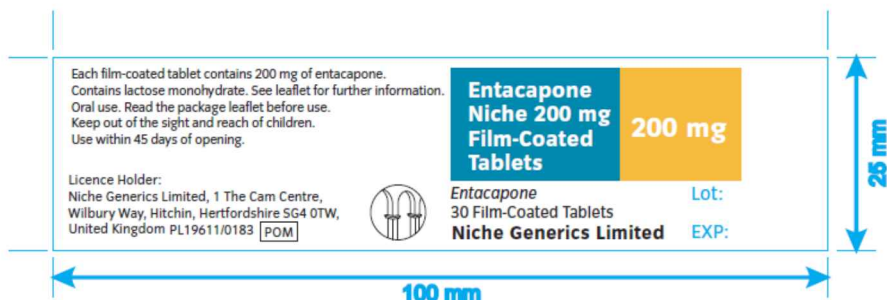 Each film-coated tablet contains 200 mg of entacapone.
Contains lactose monohydrate. See leaflet for further information.
Oral use. Read the package leaflet before use.
Keep out of the sight and reach of children.
Use within 45 days of opening.
Licence Holder:
Niche Generics Limited, 1 The Cam Centre,
Wilbury Way, Hitchin, Hertfordshire SG4 0TW,
United Kingdom PL19611/0183 POM
Entacapone
Niche 200 mg
Film-Coated
Tablets
200 mg
Entacapone
30 Film-Coated Tablets
Niche Generics Limited
Lot:
EXP:
25 mm
100 mm